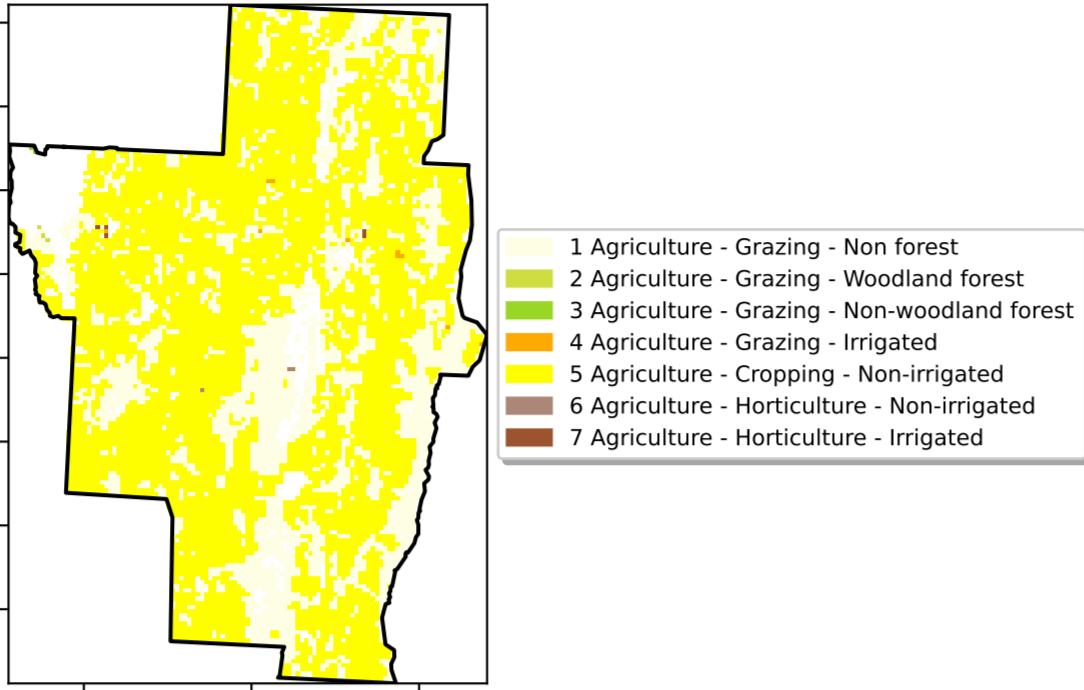 1 Agriculture - Grazing - Non forest
2 Agriculture - Grazing - Woodland forest
3 Agriculture - Grazing - Non-woodland forest
4 Agriculture - Grazing - Irrigated
5 Agriculture - Cropping - Non-irrigated
6 Agriculture - Horticulture - Non-irrigated
7 Agriculture - Horticulture - Irrigated